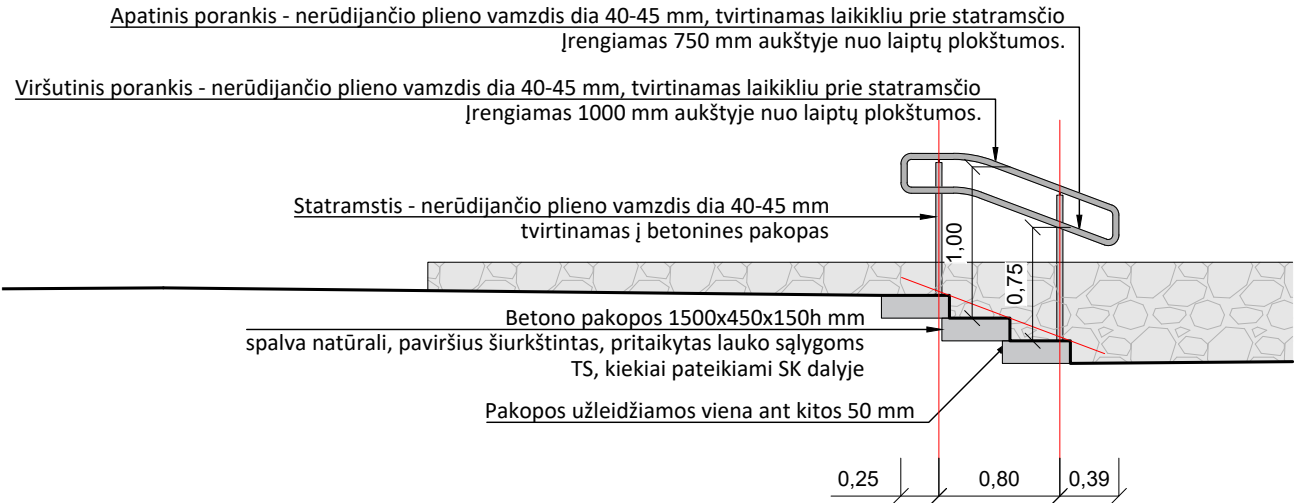 Apatinis porankis - nerūdijančio plieno vamzdis dia 40-45 mm, tvirtinamas laikikliu prie statramsčio
Įrengiamas 750 mm aukštyje nuo laiptų plokštumos.
Viršutinis porankis - nerūdijančio plieno vamzdis dia 40-45 mm, tvirtinamas laikikliu prie statramsčio
Įrengiamas 1000 mm aukštyje nuo laiptų plokštumos.
Statramstis - nerūdijančio plieno vamzdis dia 40-45 mm
tvirtinamas į betonines pakopas
1,00
0,75
Betono pakopos 1500x450x150h mm
spalva natūrali, paviršius šiurkštintas, pritaikytas lauko sąlygoms
TS, kiekiai pateikiami SK dalyje
Pakopos užleidžiamos viena ant kitos 50 mm
0,25 0,80 0,39